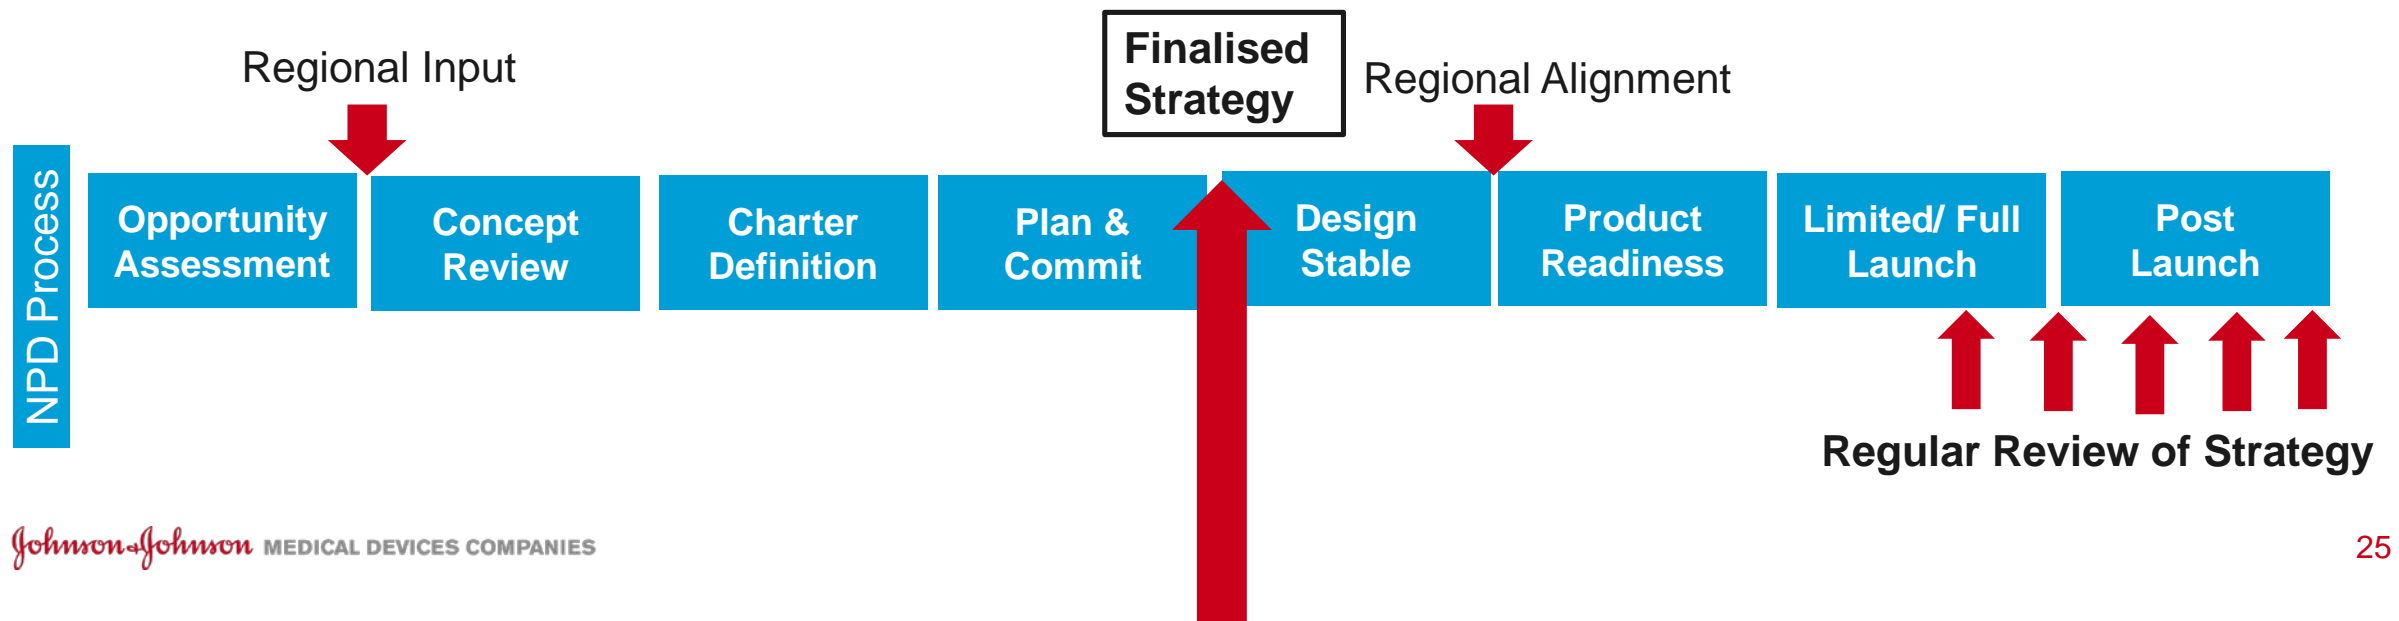 Regional Input
Finalised
Strategy
Regional Alignment
NPD Process
Opportunity
Assessment
Concept
Review
Charter
Definition
Plan &
Commit
Design
Stable
Product
Readiness
Limited/ Full
Launch
Post
Launch
Regular Review of Strategy
Johnson+Johnson MEDICAL DEVICES COMPANIES
25